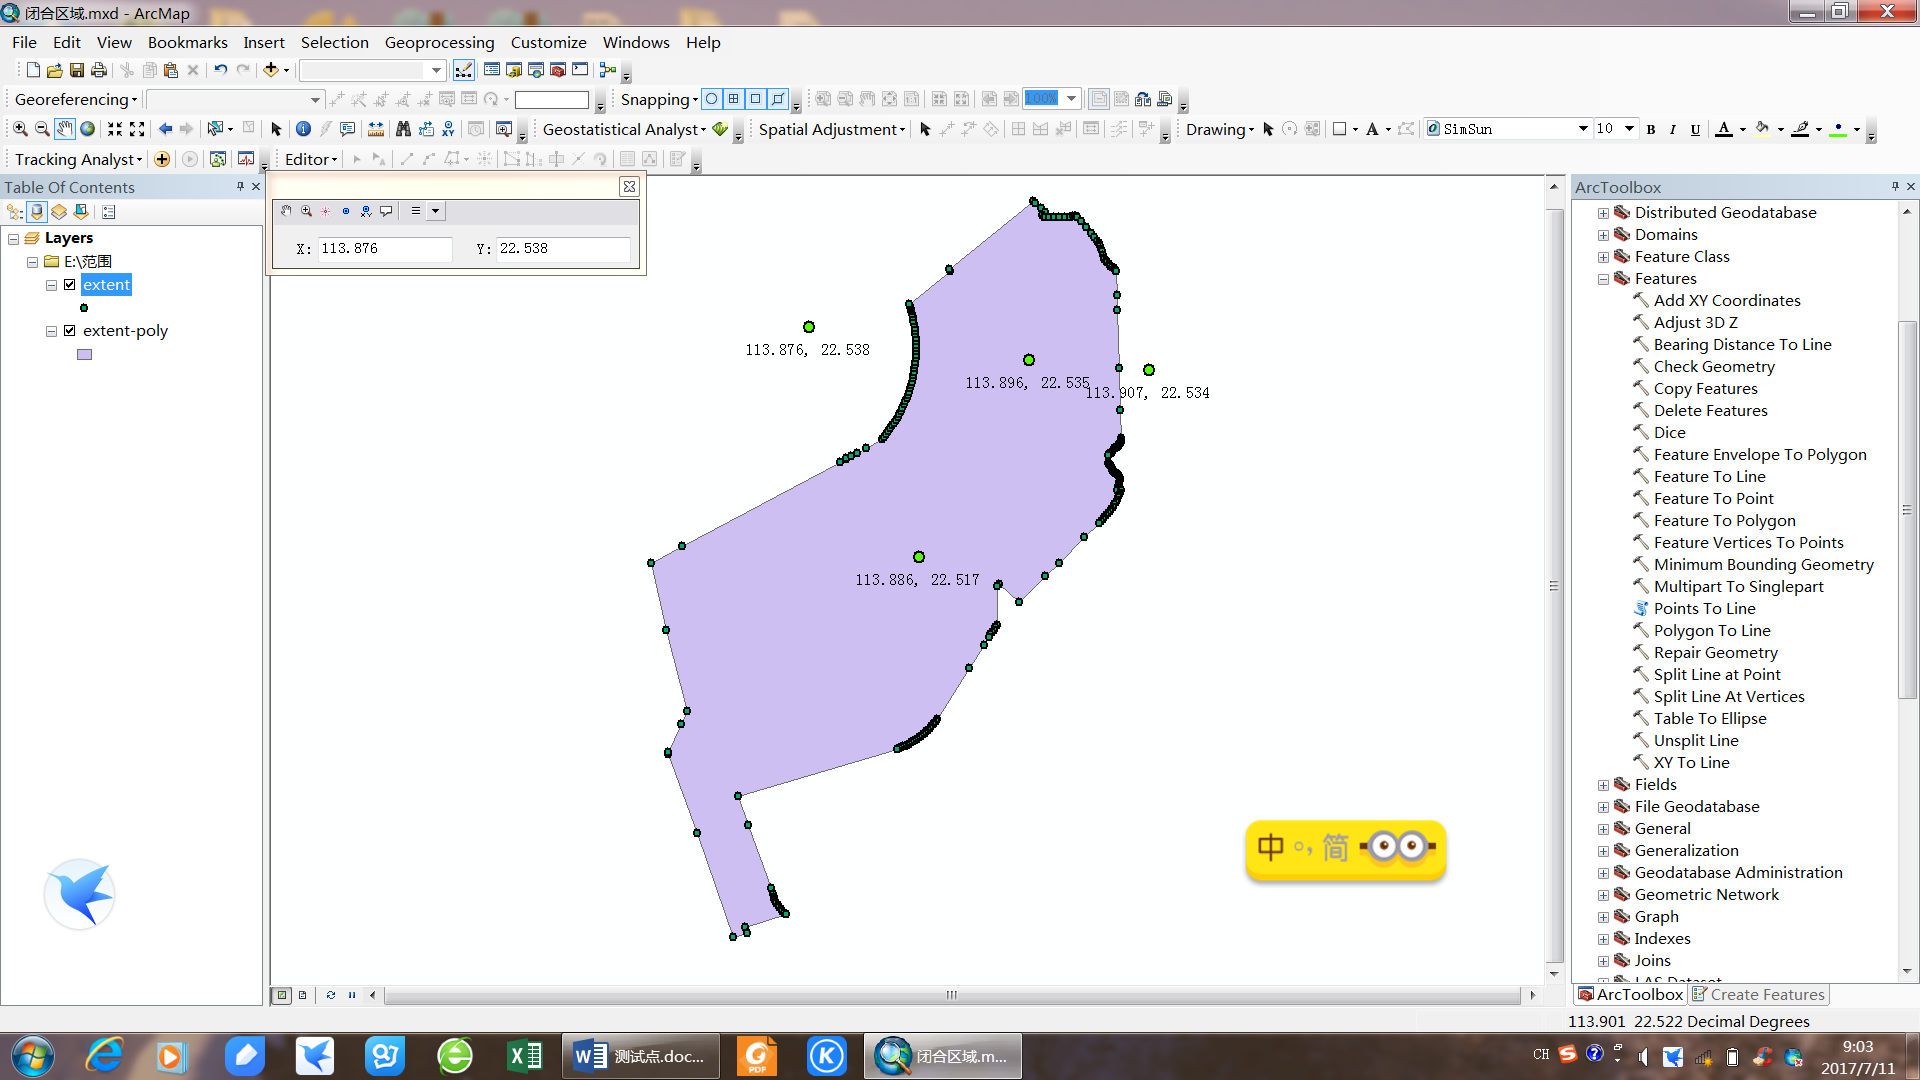 闭合区域.mxd - ArcMap
File Edit View Bookmarks Insert Selection Geoprocessing Customize Windows Help
Georeferencing Snapping 100%
Geostatistical Analyst Spatial Adjustment Drawing A SimSun 10 B I U A
Tracking Analyst Editor
Table Of Contents
Layers
E:\范围
extent
extent-poly
X: 113.876 Y: 22.538
113.876, 22.538
113.896, 22.535
113.907, 22.534
113.886, 22.517
中 °, 简
ArcToolbox
Distributed Geodatabase
Domains
Feature Class
Features
Add XY Coordinates
Adjust 3D Z
Bearing Distance To Line
Check Geometry
Copy Features
Delete Features
Dice
Feature Envelope To Polygon
Feature To Line
Feature To Point
Feature To Polygon
Feature Vertices To Points
Minimum Bounding Geometry
Multipart To Singlepart
Points To Line
Polygon To Line
Repair Geometry
Split Line at Point
Split Line At Vertices
Table To Ellipse
Unsplit Line
XY To Line
Fields
File Geodatabase
General
Generalization
Geodatabase Administration
Geometric Network
Graph
Indexes
Joins
LAS Dataset
ArcToolbox Create Features
113.901 22.522 Decimal Degrees
测试点.doc...
PDF
K
闭合区域.m...
CH
9:03
2017/7/11